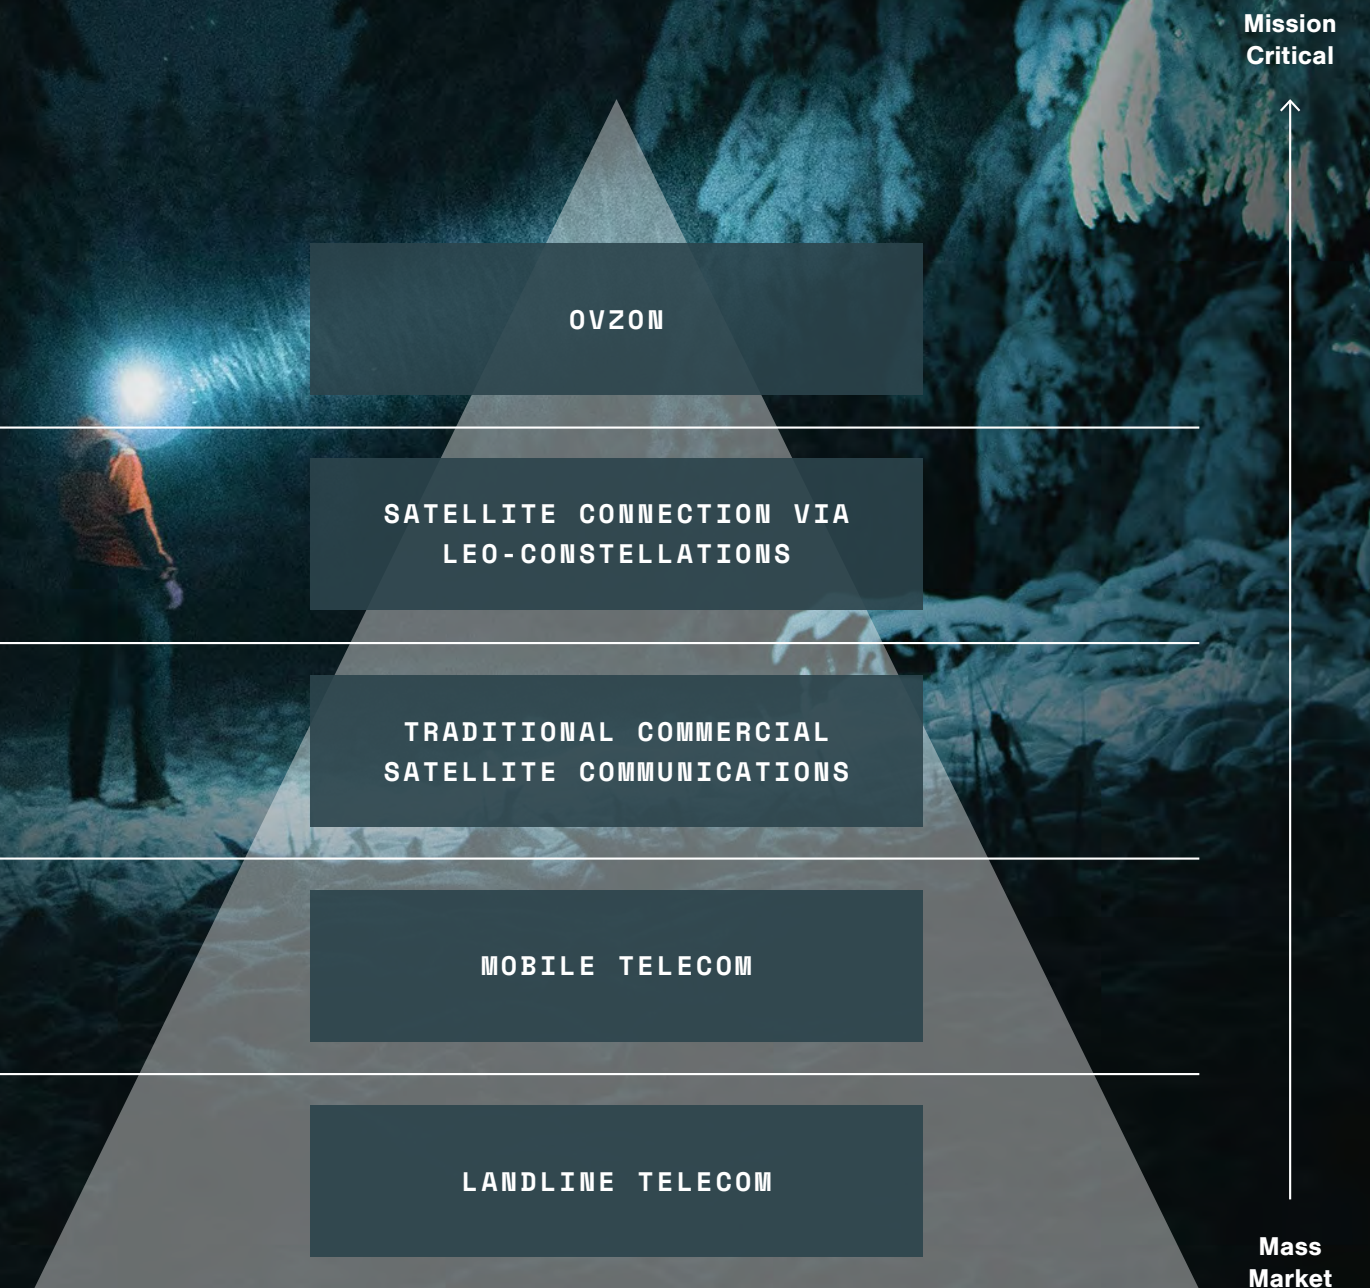 Mission
Critical
OVZON
SATELLITE CONNECTION VIA
LEO-CONSTELLATIONS
TRADITIONAL COMMERCIAL
SATELLITE COMMUNICATIONS
MOBILE TELECOM
LANDLINE TELECOM
Mass
Market